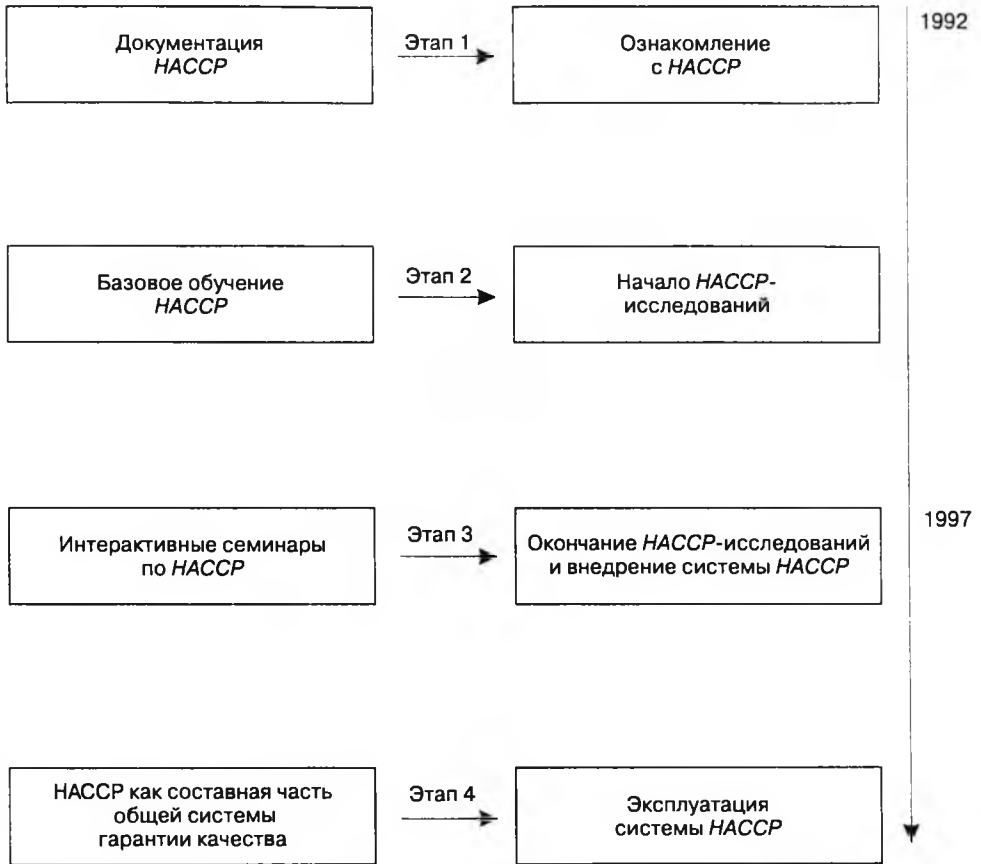 Документация
HACCP
Этап 1
Ознакомление
с HACCP
1992
Базовое обучение
HACCP
Этап 2
Начало HACCP-
исследований
Интерактивные семинары
по HACCP
Этап 3
Окончание HACCP-исследований
и внедрение системы HACCP
1997
HACCP как составная часть
общей системы
гарантии качества
Этап 4
Эксплуатация
системы HACCP